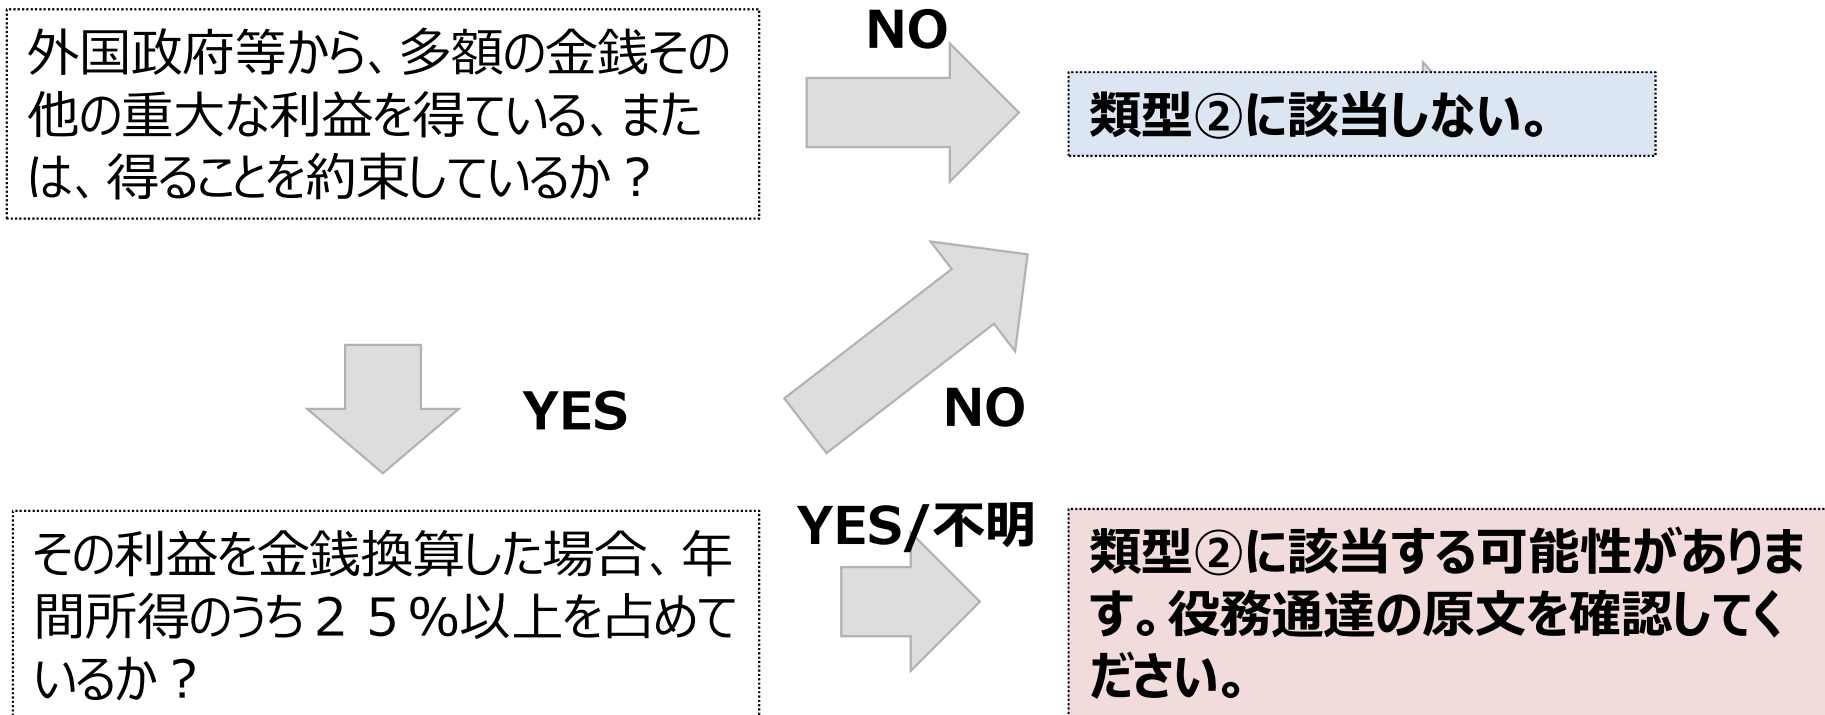 外国政府等から、多額の金銭その
他の重大な利益を得ている、また
は、得ることを約束しているか？
NO
類型②に該当しない。
YES
NO
その利益を金銭換算した場合、年
間所得のうち２５％以上を占めて
いるか？
YES/不明
類型②に該当する可能性がありま
す。役務通達の原文を確認してく
ださい。